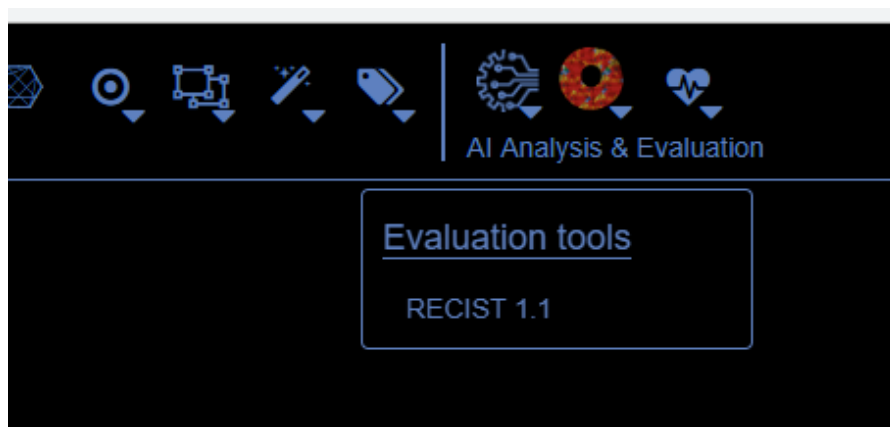 AI Analysis & Evaluation
Evaluation tools
RECIST 1.1